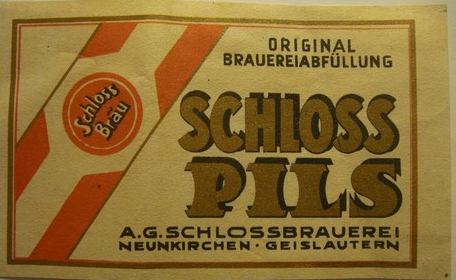 ORIGINAL
BRAUEREIABFÜLLUNG
Schloss
Bräu
SCHLOSS
PILS
A.G. SCHLOSSBRAUEREI
NEUNKIRCHEN · GEISLAUTERN